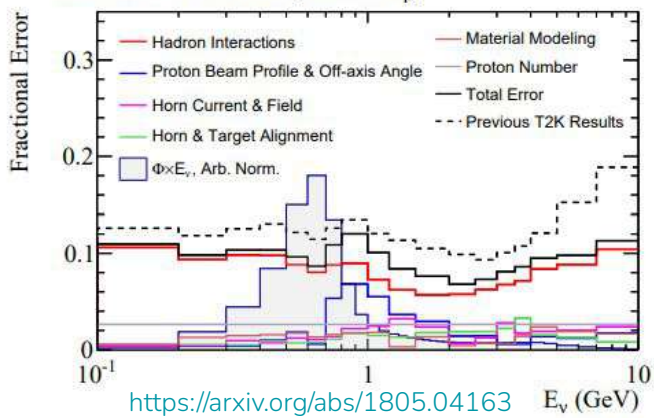 Fractional Error
0.3
0.2
0.1
0
Hadron Interactions
Proton Beam Profile & Off-axis Angle
Horn Current & Field
Horn & Target Alignment
Φ×Eν, Arb. Norm.
Material Modeling
Proton Number
Total Error
Previous T2K Results
10⁻¹
1
10
https://arxiv.org/abs/1805.04163
Eν (GeV)